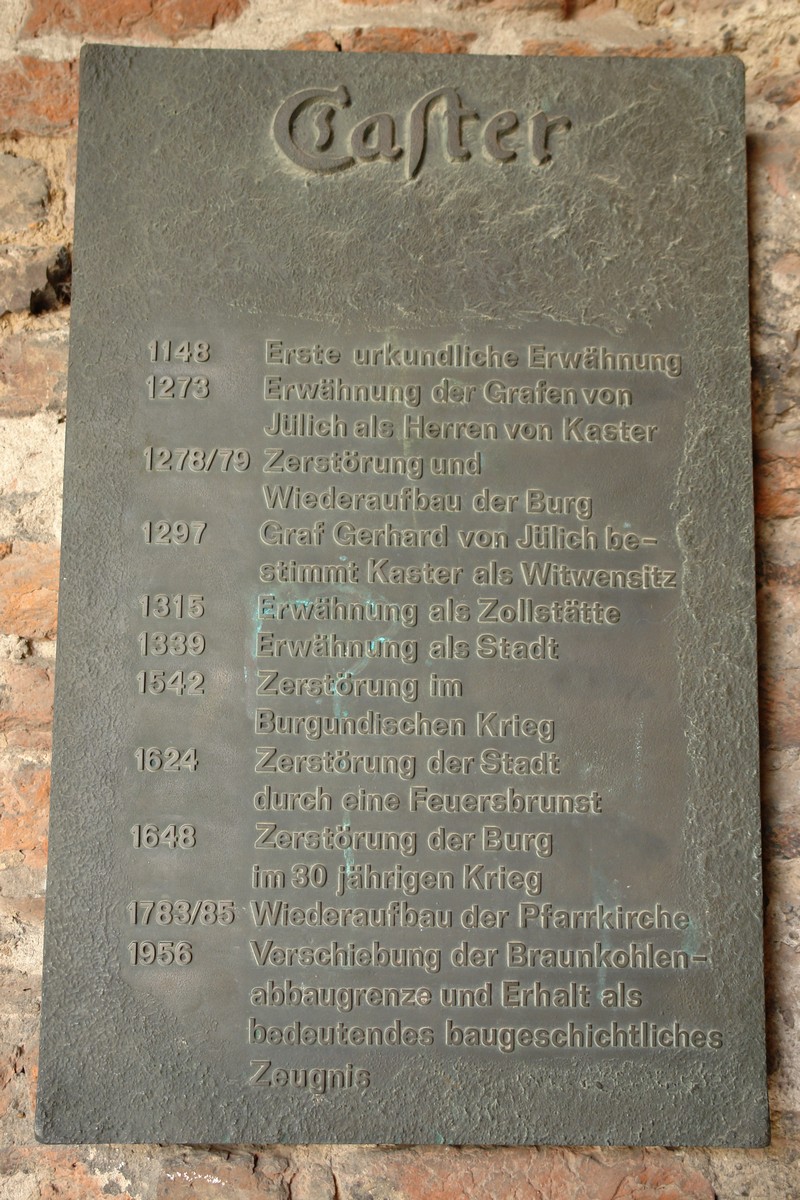 Caſter
1148 Erste urkundliche Erwähnung
1273 Erwähnung der Grafen von
Jülich als Herren von Kaster
1278/79 Zerstörung und
Wiederaufbau der Burg
1297 Graf Gerhard von Jülich be-
stimmt Kaster als Witwensitz
1315 Erwähnung als Zollstätte
1339 Erwähnung als Stadt
1542 Zerstörung im
Burgundischen Krieg
1624 Zerstörung der Stadt
durch eine Feuersbrunst
1648 Zerstörung der Burg
im 30 jährigen Krieg
1783/85 Wiederaufbau der Pfarrkirche
1956 Verschiebung der Braunkohlen-
abbaugrenze und Erhalt als
bedeutendes baugeschichtliches
Zeugnis